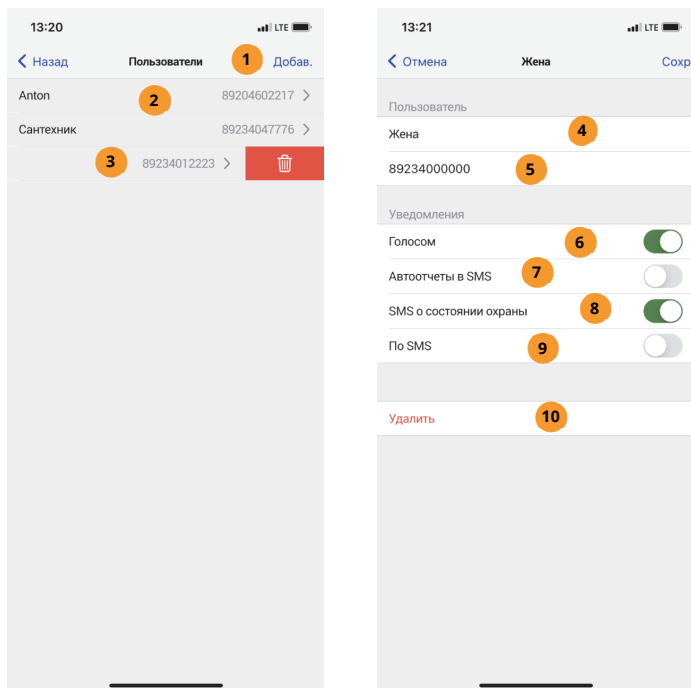 13:20
LTE
Назад
Пользователи
1
Добав.
Anton
2
89204602217
Сантехник
89234047776
3
89234012223
13:21
LTE
Отмена
Жена
Сохр
Пользователь
Жена
4
89234000000
5
Уведомления
Голосом
6
Автоотчеты в SMS
7
SMS о состоянии охраны
8
По SMS
9
Удалить
10